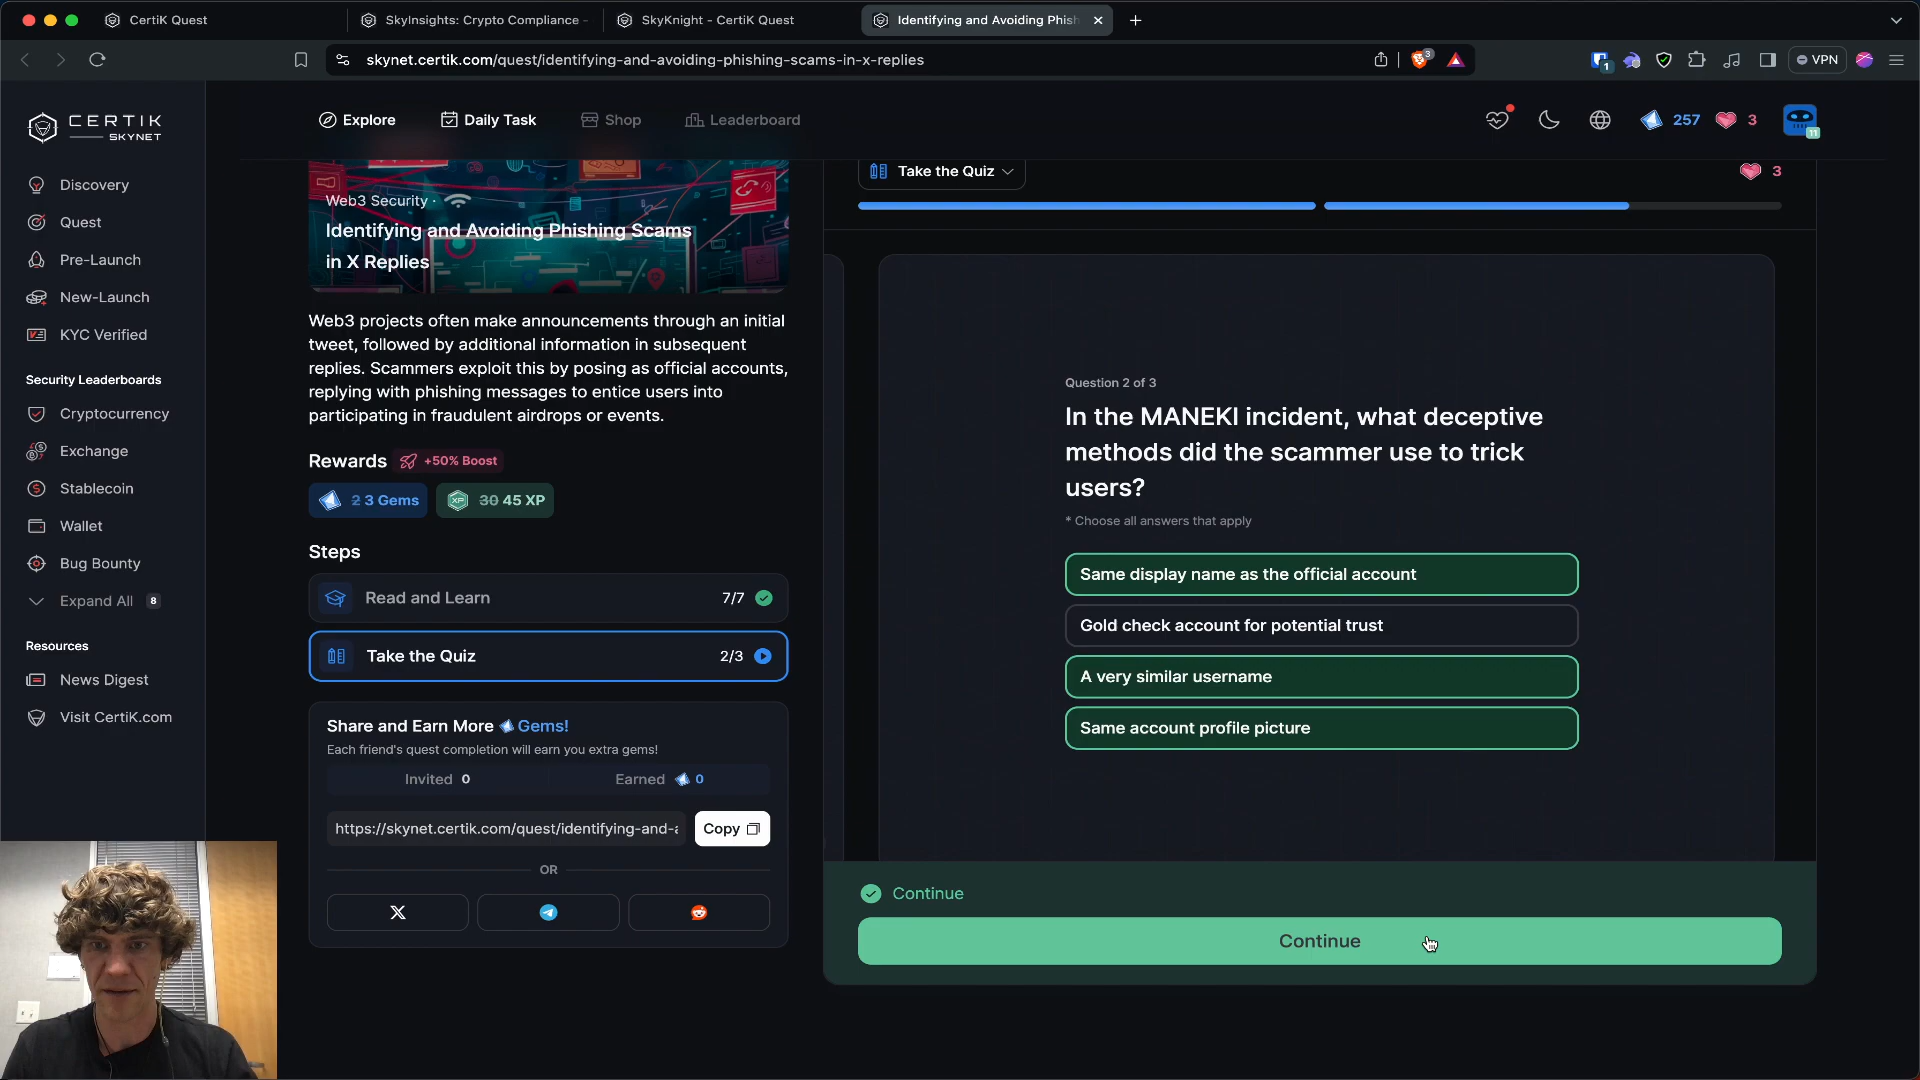 CertiK Quest
SkyInsights: Crypto Compliance -
SkyKnight - CertiK Quest
Identifying and Avoiding Phish
skynet.certik.com/quest/identifying-and-avoiding-phishing-scams-in-x-replies
3
1
VPN
CERTIK
SKYNET
Explore
Daily Task
Shop
Leaderboard
257
3
11
Discovery
Quest
Pre-Launch
New-Launch
KYC Verified
Security Leaderboards
Cryptocurrency
Exchange
Stablecoin
Wallet
Bug Bounty
Expand All 8
Resources
News Digest
Visit CertiK.com
Web3 Security ·
Identifying and Avoiding Phishing Scams
in X Replies
Web3 projects often make announcements through an initial
tweet, followed by additional information in subsequent
replies. Scammers exploit this by posing as official accounts,
replying with phishing messages to entice users into
participating in fraudulent airdrops or events.
Rewards +50% Boost
2 3 Gems
XP 30 45 XP
Steps
Read and Learn 7/7
Take the Quiz 2/3
Share and Earn More Gems!
Each friend's quest completion will earn you extra gems!
Invited 0
Earned 0
https://skynet.certik.com/quest/identifying-and-a
Copy
OR
Take the Quiz
3
Question 2 of 3
In the MANEKI incident, what deceptive
methods did the scammer use to trick
users?
* Choose all answers that apply
Same display name as the official account
Gold check account for potential trust
A very similar username
Same account profile picture
Continue
Continue